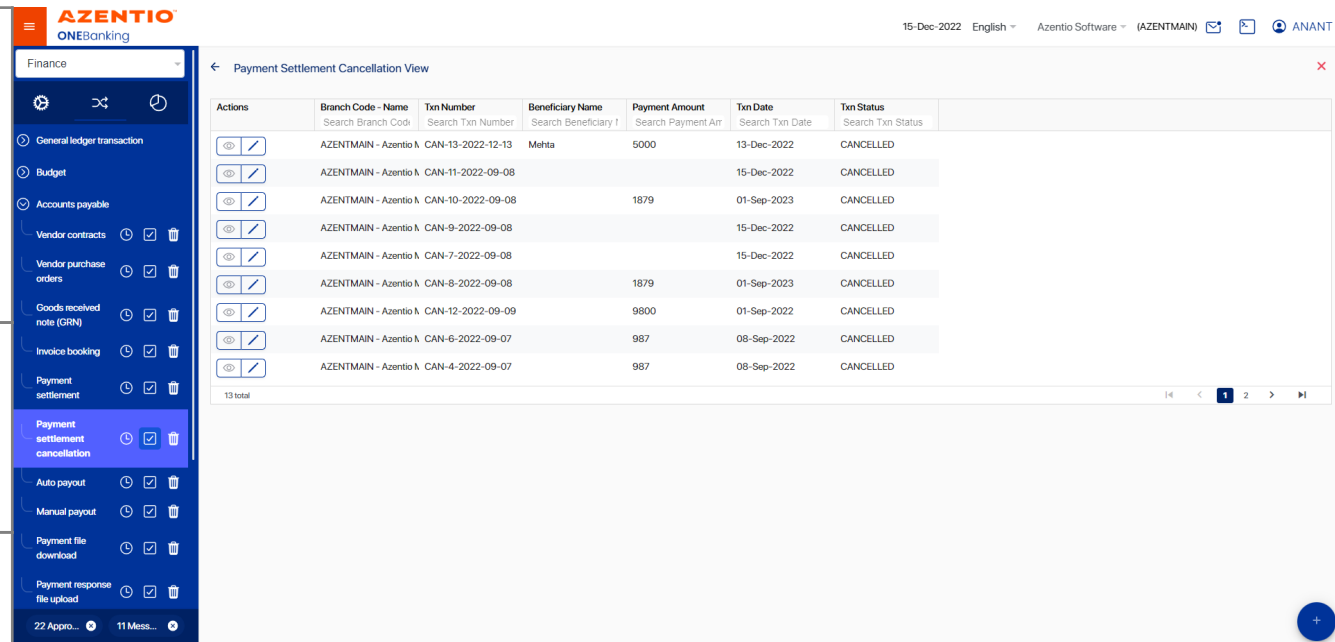 AZENTIO
ONEBanking
15-Dec-2022 English Azentio Software (AZENTMAIN) ANANT
Finance
Payment Settlement Cancellation View
General ledger transaction
Budget
Accounts payable
Vendor contracts
Vendor purchase
orders
Goods received
note (GRN)
Invoice booking
Payment
settlement
Payment
settlement
cancellation
Auto payout
Manual payout
Payment file
download
Payment response
file upload
22 Appro... 11 Mess...
Actions Branch Code - Name Txn Number Beneficiary Name Payment Amount Txn Date Txn Status
Search Branch Code Search Txn Number Search Beneficiary Search Payment Am Search Txn Date Search Txn Status
AZENTMAIN - Azentio M CAN-13-2022-12-13 Mehta 5000 13-Dec-2022 CANCELLED
AZENTMAIN - Azentio M CAN-11-2022-09-08 15-Dec-2022 CANCELLED
AZENTMAIN - Azentio M CAN-10-2022-09-08 1879 01-Sep-2023 CANCELLED
AZENTMAIN - Azentio M CAN-9-2022-09-08 15-Dec-2022 CANCELLED
AZENTMAIN - Azentio M CAN-7-2022-09-08 15-Dec-2022 CANCELLED
AZENTMAIN - Azentio M CAN-8-2022-09-08 1879 01-Sep-2023 CANCELLED
AZENTMAIN - Azentio M CAN-12-2022-09-09 9800 01-Sep-2022 CANCELLED
AZENTMAIN - Azentio M CAN-6-2022-09-07 987 08-Sep-2022 CANCELLED
AZENTMAIN - Azentio M CAN-4-2022-09-07 987 08-Sep-2022 CANCELLED
13 total 1 2